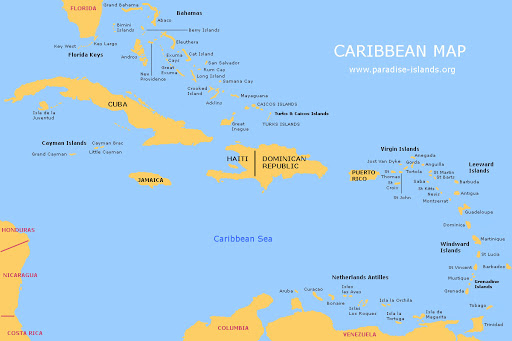 FLORIDA
Grand Bahama
Abaco
Bahamas
Bimini
Islands
Berry Islands
Key West
Key Largo
Florida Keys
Andros
Eleuthera
Exuma
Cays
Cat Island
New
Providence
Great
Exuma
San Salvador
Rum Cay
Long Island
Samana Cay
Crooked
Island
Acklins
Mayaguana
CAICOS ISLANDS
Turks & Caicos Islands
TURKS ISLANDS
Great
Inagua
CARIBBEAN MAP
www.paradise-islands.org
CUBA
Isla de la
Juventud
Cayman Islands
Cayman Brac
Little Cayman
Grand Cayman
JAMAICA
HAITI
DOMINICAN
REPUBLIC
PUERTO
RICO
Virgin Islands
Jost Van Dyke
Anegada
Gorda
Tortola
St
Thomas
St
Croix
St John
Anguilla
St Martin
St Barts
Saba
St Kitts
Nevis
Montserrat
Leeward
Islands
Barbuda
Antigua
Guadeloupe
Dominica
Martinique
Windward
Islands
St Lucia
St Vincent
Barbados
Mustique
Grenadine
Islands
Grenada
Tobago
Trinidad
Caribbean Sea
Netherlands Antilles
Aruba
Curacao
Bonaire
Isles
las Aves
Islas
Los Roques
Isla la Orchila
Isla la
Tortuga
Isla de
Magarita
HONDURAS
NICARAGUA
COSTA RICA
COLUMBIA
VENEZUELA